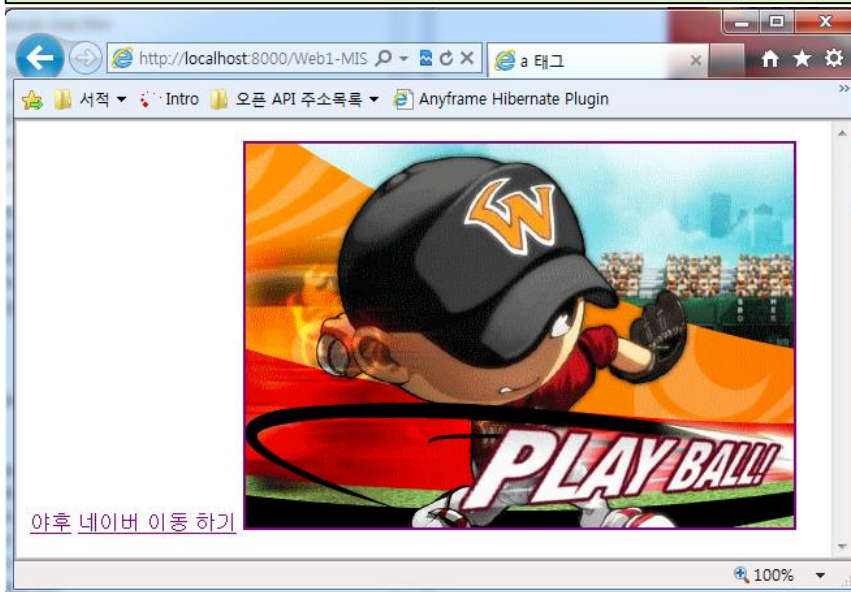 http://localhost:8000/Web1-MIS
a 태그
서적
Intro
오픈 API 주소목록
Anyframe Hibernate Plugin
W
PLAY BALL!
야후 네이버 이동 하기
100%